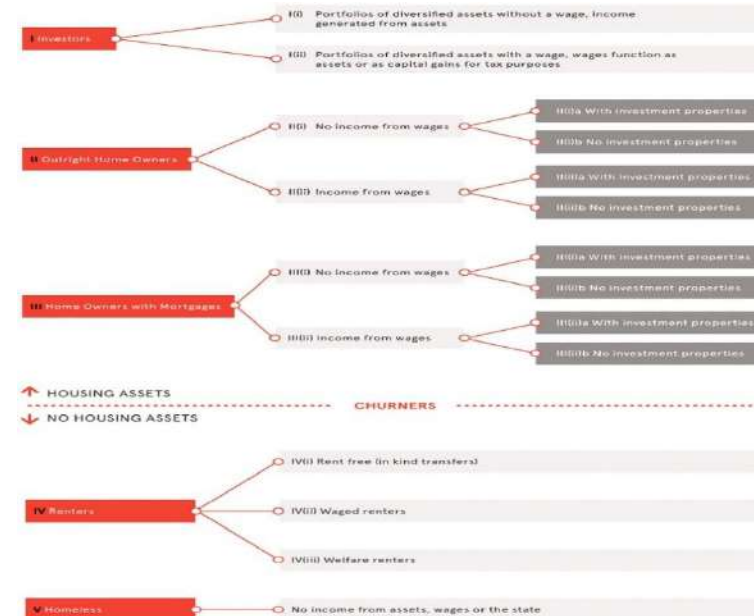 I Investors
I(i) Portfolios of diversified assets without a wage, income
generated from assets
I(ii) Portfolios of diversified assets with a wage, wages function as
assets or as capital gains for tax purposes
II Outright Home Owners
II(i) No income from wages
II(i)a With investment properties
II(i)b No investment properties
II(ii) Income from wages
II(ii)a With investment properties
II(ii)b No investment properties
III Home Owners with Mortgages
III(i) No income from wages
III(i)a With investment properties
III(i)b No investment properties
III(ii) Income from wages
III(ii)a With investment properties
III(ii)b No investment properties
HOUSING ASSETS
CHURNERS
NO HOUSING ASSETS
IV Renters
IV(i) Rent free (in kind transfers)
IV(ii) Waged renters
IV(iii) Welfare renters
V Homeless
No income from assets, wages or the state